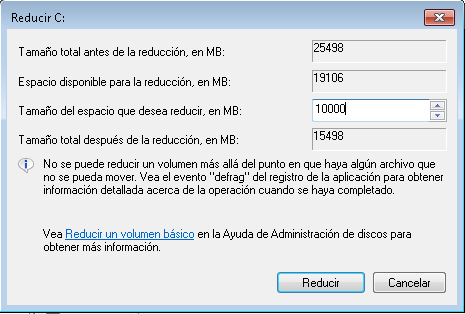 Reducir C:
Tamaño total antes de la reducción, en MB: 25498
Espacio disponible para la reducción, en MB: 19106
Tamaño del espacio que desea reducir, en MB: 10000
Tamaño total después de la reducción, en MB: 15498
No se puede reducir un volumen más allá del punto en que haya algún archivo que
no se pueda mover. Vea el evento "defrag" del registro de la aplicación para obtener
información detallada acerca de la operación cuando se haya completado.
Vea Reducir un volumen básico en la Ayuda de Administración de discos para
obtener más información.
Reducir Cancelar